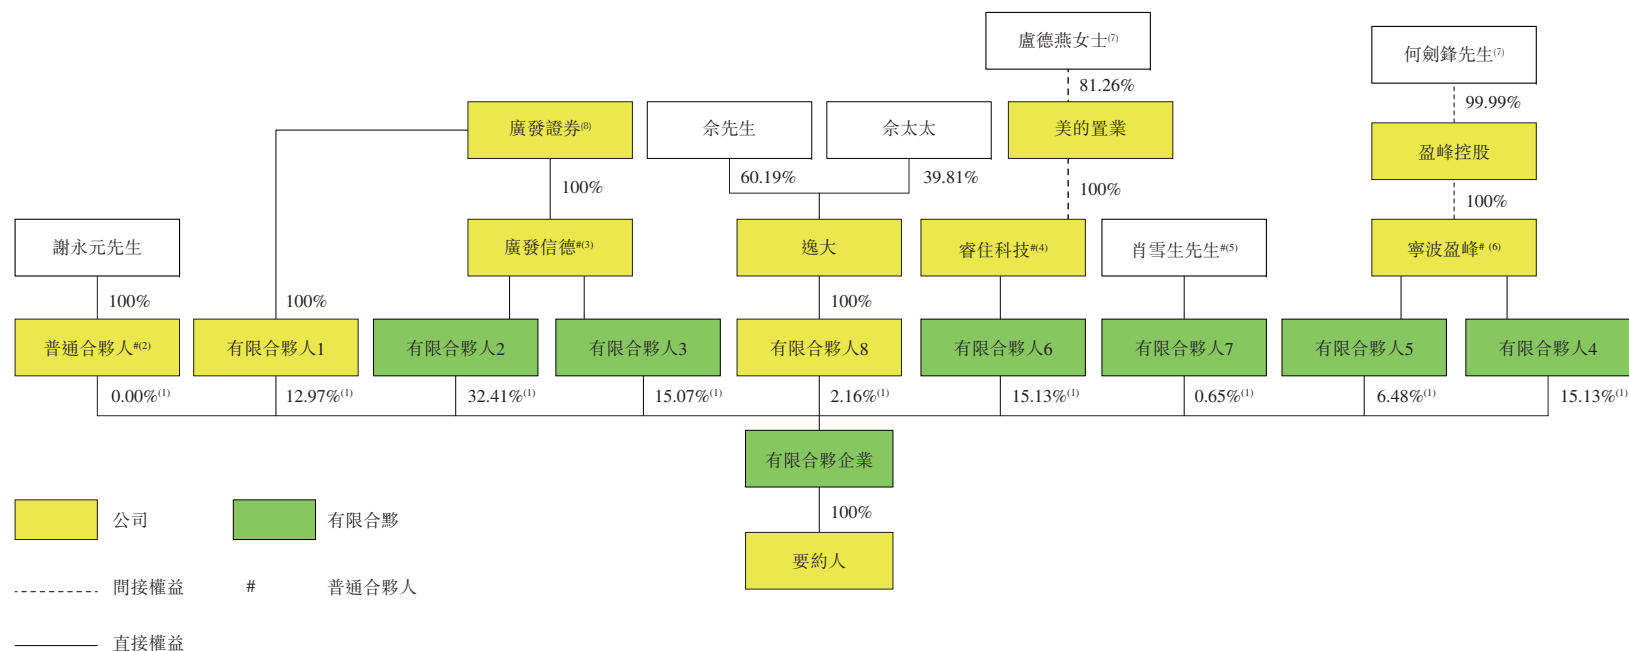 盧德燕女士(7)
何劍鋒先生(7)
81.26%
99.99%
廣發證券(8)
佘先生
佘太太
美的置業
盈峰控股
100%
60.19%
39.81%
100%
100%
謝永元先生
廣發信德#(3)
逸大
睿住科技#(4)
肖雪生先生#(5)
寧波盈峰# (6)
100%
100%
100%
普通合夥人#(2)
有限合夥人1
有限合夥人2
有限合夥人3
有限合夥人8
有限合夥人6
有限合夥人7
有限合夥人5
有限合夥人4
0.00%(1)
12.97%(1)
32.41%(1)
15.07%(1)
2.16%(1)
15.13%(1)
0.65%(1)
6.48%(1)
15.13%(1)
有限合夥企業
100%
要約人
公司
有限合夥
間接權益
#
普通合夥人
直接權益